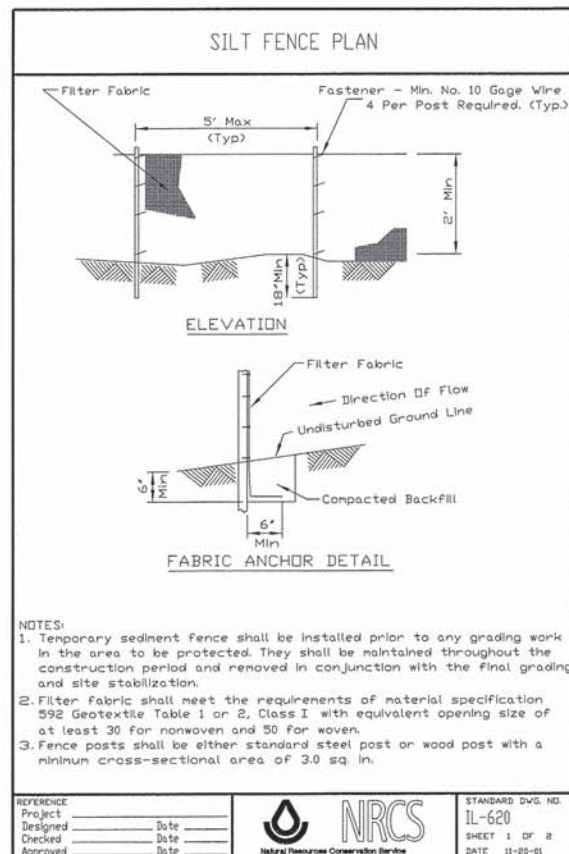 SILT FENCE PLAN
Filter Fabric
Fastener - Min. No. 10 Gage Wire
4 Per Post Required. (Typ.)
5' Max
(Typ)
2' Min
18"Min
(Typ)
ELEVATION
Filter Fabric
Direction Of Flow
Undisturbed Ground Line
6"
Min
Compacted Backfill
6"
Min
FABRIC ANCHOR DETAIL
NOTES:
1. Temporary sediment fence shall be installed prior to any grading work
in the area to be protected. They shall be maintained throughout the
construction period and removed in conjunction with the final grading
and site stabilization.
2. Filter fabric shall meet the requirements of material specification
592 Geotextile Table 1 or 2, Class I with equivalent opening size of
at least 30 for nonwoven and 50 for woven.
3. Fence posts shall be either standard steel post or wood post with a
minimum cross-sectional area of 3.0 sq. in.
REFERENCE
Project
Designed Date
Checked Date
Approved Date
NRCS
Natural Resources Conservation Service
STANDARD DWG. NO.
IL-620
SHEET 1 OF 2
DATE 11-20-01